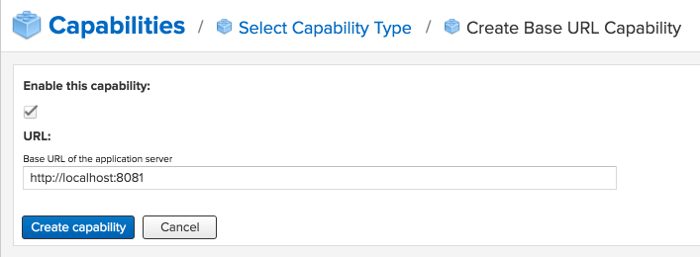 Capabilities / Select Capability Type / Create Base URL Capability
Enable this capability:
URL:
Base URL of the application server
http://localhost:8081
Create capability Cancel